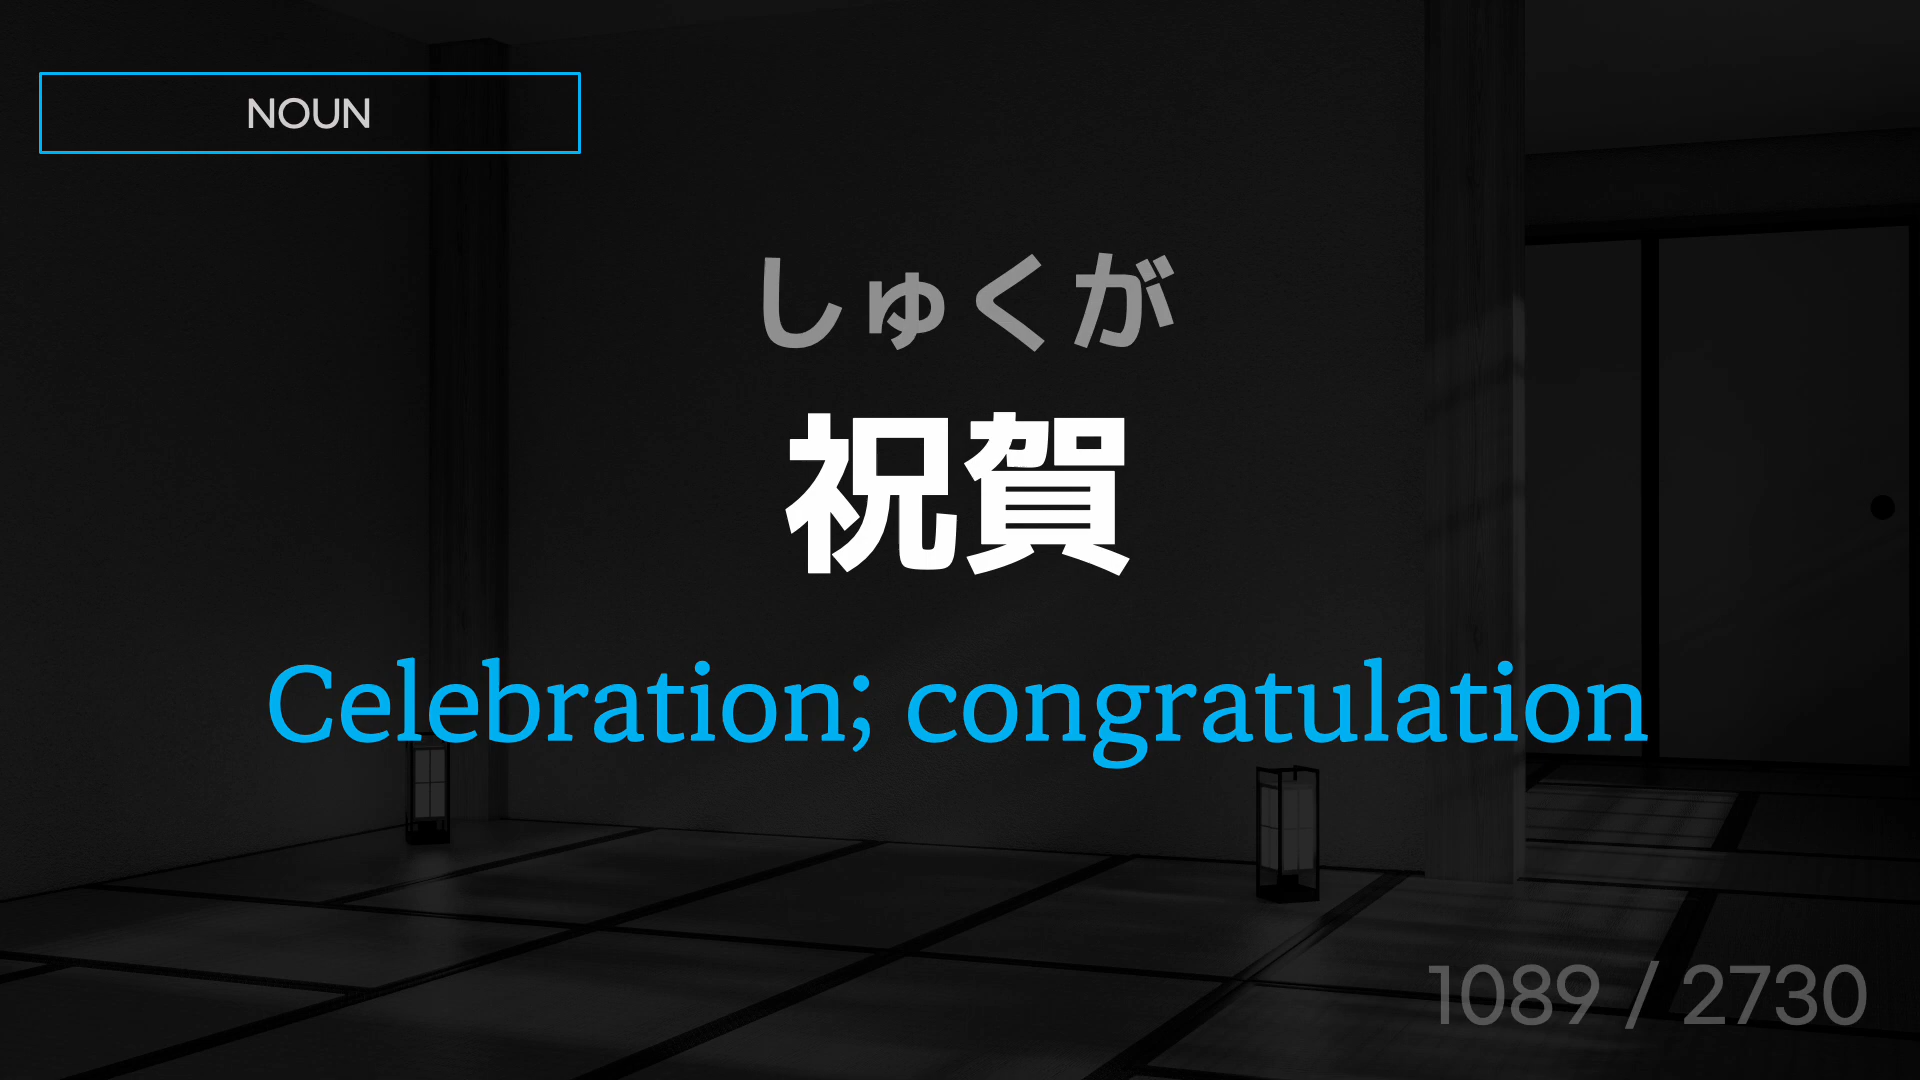 NOUN
しゅくが
祝賀
Celebration; congratulation
1089 / 2730